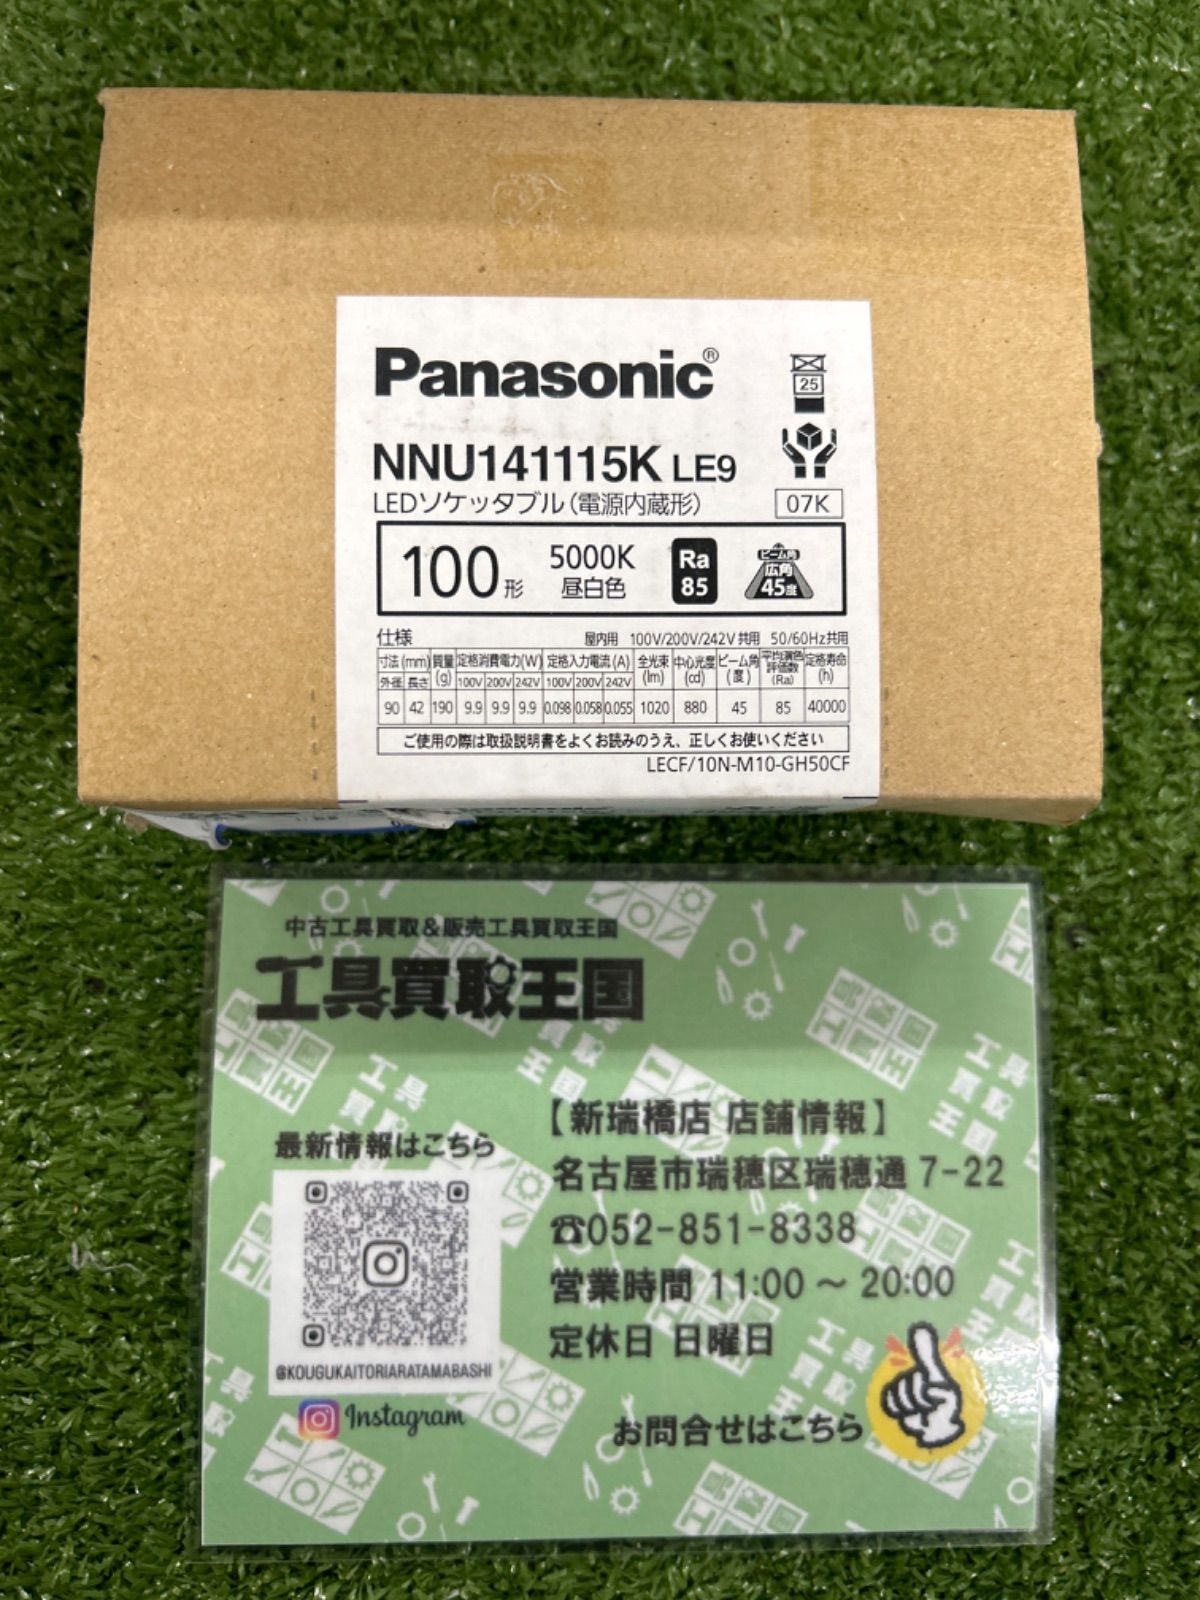 Panasonic®
25
NNU141115K LE9
LEDソケッタブル(電源内蔵形)
07K
100形
5000K
昼白色
Ra
85
ビーム角
広角
45度
仕様
屋内用 100V/200V/242V共用 50/60Hz共用
寸法(mm) 質量(g) 定格消費電力(W) 定格入力電流(A) 全光束(lm) 中心光度(cd) ビーム角(度) 平均演色評価数(Ra) 定格寿命(h)
外径 長さ 100V 200V 242V 100V 200V 242V
90 42 190 9.9 9.9 9.9 0.098 0.058 0.055 1020 880 45 85 40000
ご使用の際は取扱説明書をよくお読みのうえ、正しくお使いください
LECF/10N-M10-GH50CF
中古工具買取&販売工具買取王国
工具買取王国
最新情報はこちら
@KOUGUKAITORIARATAMABASHI
Instagram
【新瑞橋店 店舗情報】
名古屋市瑞穂区瑞穂通 7-22
☎052-851-8338
営業時間 11:00 ~ 20:00
定休日 日曜日
お問合せはこちら